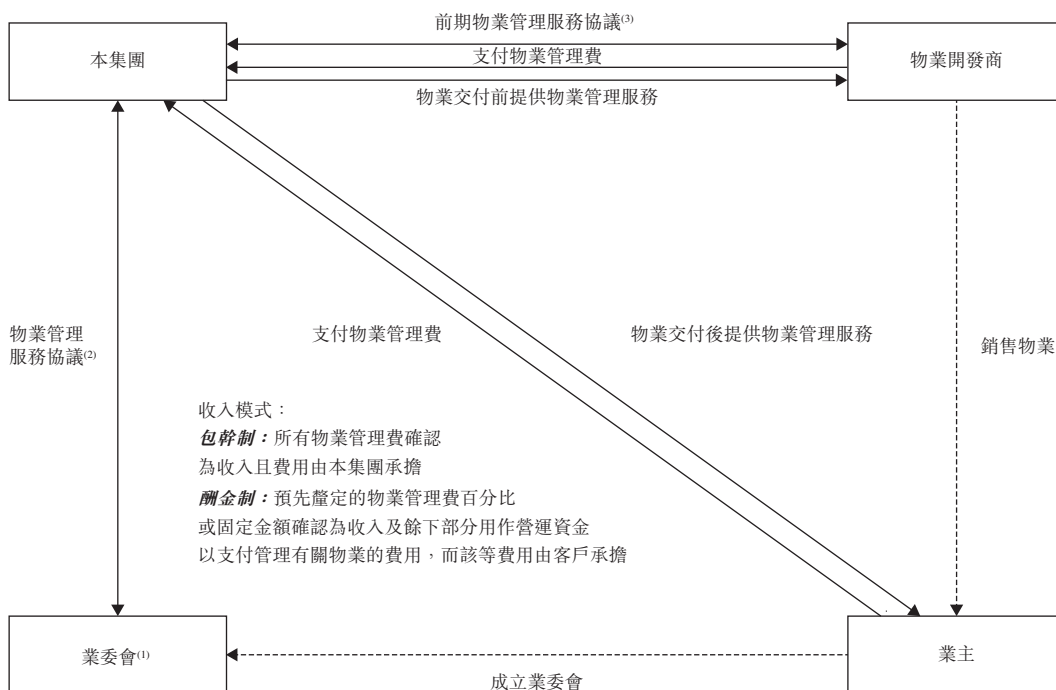 前期物業管理服務協議(3)
本集團
支付物業管理費
物業開發商
物業交付前提供物業管理服務
物業管理
服務協議(2)
支付物業管理費
物業交付後提供物業管理服務
銷售物業
收入模式：
包幹制：所有物業管理費確認
為收入且費用由本集團承擔
酬金制：預先釐定的物業管理費百分比
或固定金額確認為收入及餘下部分用作營運資金
以支付管理有關物業的費用，而該等費用由客戶承擔
業委會(1)
業主
成立業委會